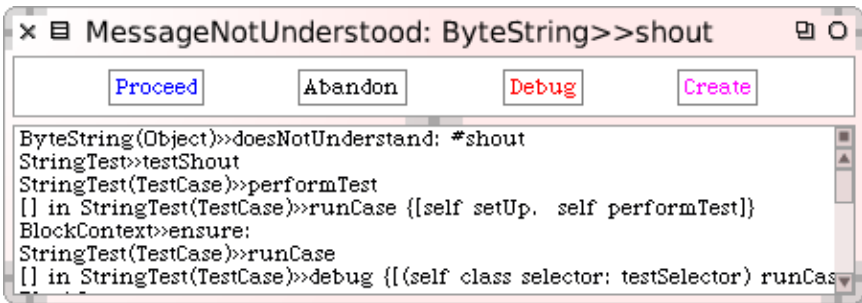 MessageNotUnderstood: ByteString>>shout
Proceed Abandon Debug Create
ByteString(Object)>>doesNotUnderstand: #shout
StringTest>>testShout
StringTest(TestCase)>>performTest
[] in StringTest(TestCase)>>runCase {[self setUp. self performTest]}
BlockContext>>ensure:
StringTest(TestCase)>>runCase
[] in StringTest(TestCase)>>debug {[(self class selector: testSelector) runCas